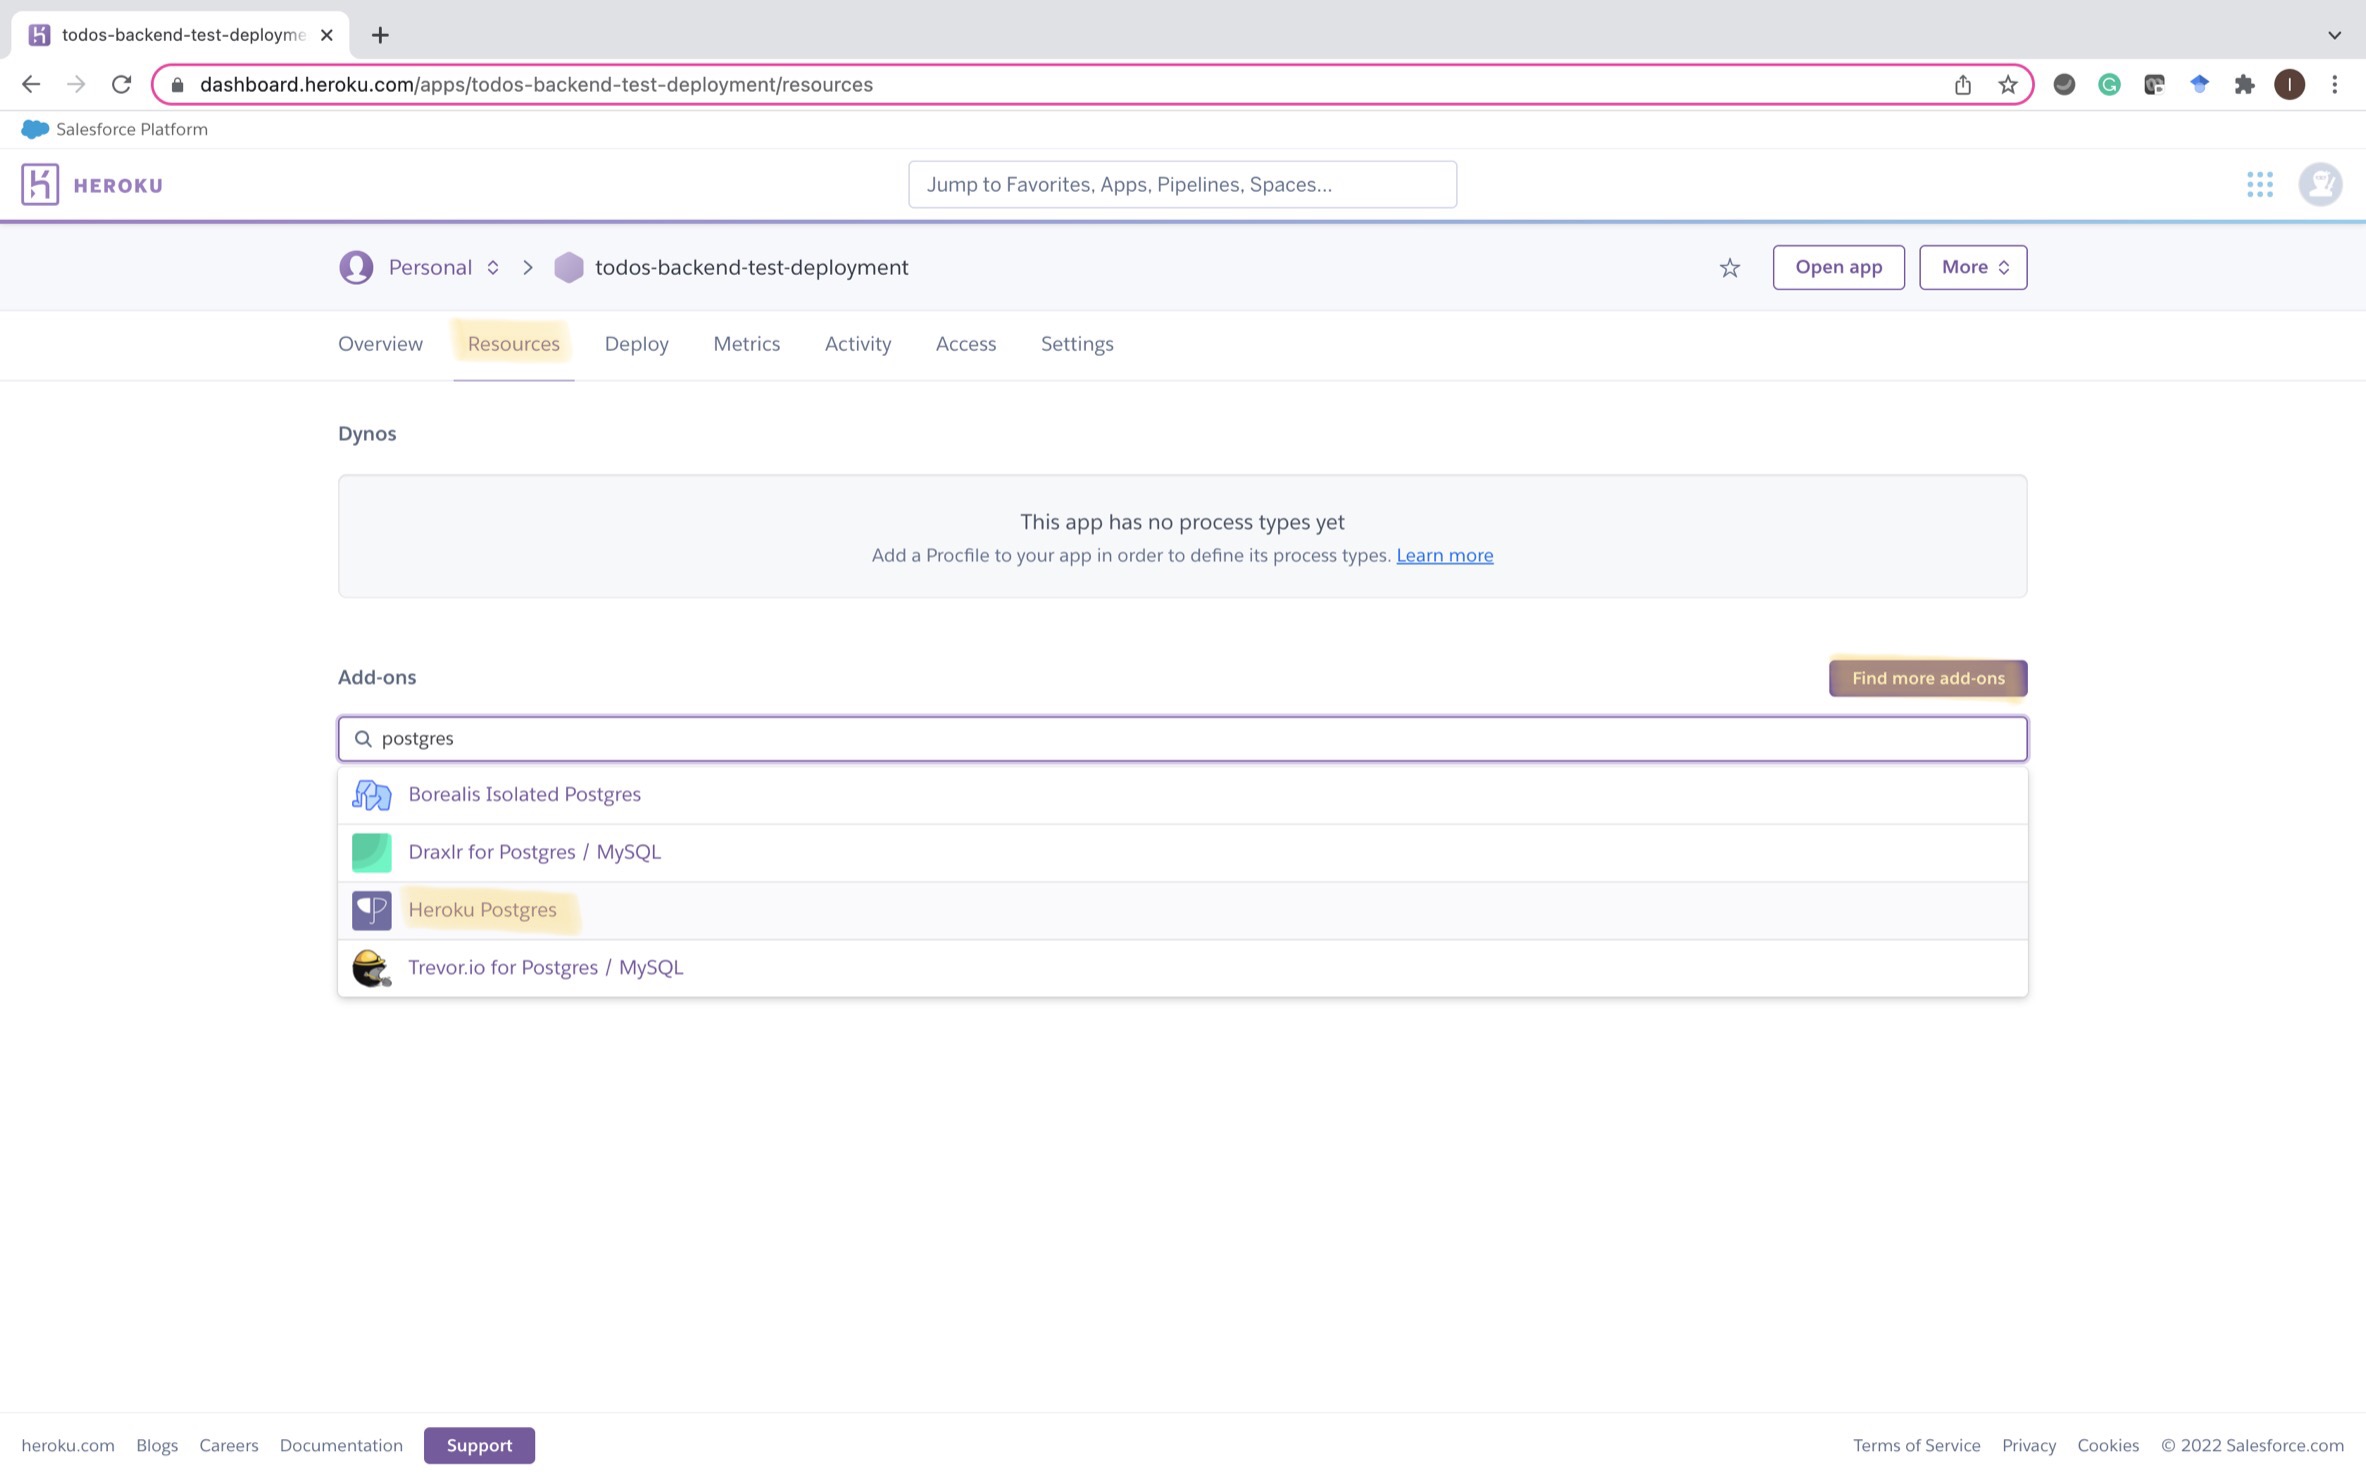 todos-backend-test-deployme
dashboard.heroku.com/apps/todos-backend-test-deployment/resources
Salesforce Platform
HEROKU
Jump to Favorites, Apps, Pipelines, Spaces...
Personal
todos-backend-test-deployment
Open app
More
Overview
Resources
Deploy
Metrics
Activity
Access
Settings
Dynos
This app has no process types yet
Add a Procfile to your app in order to define its process types. Learn more
Add-ons
Find more add-ons
postgres
Borealis Isolated Postgres
Draxlr for Postgres / MySQL
Heroku Postgres
Trevor.io for Postgres / MySQL
heroku.com
Blogs
Careers
Documentation
Support
Terms of Service
Privacy
Cookies
© 2022 Salesforce.com